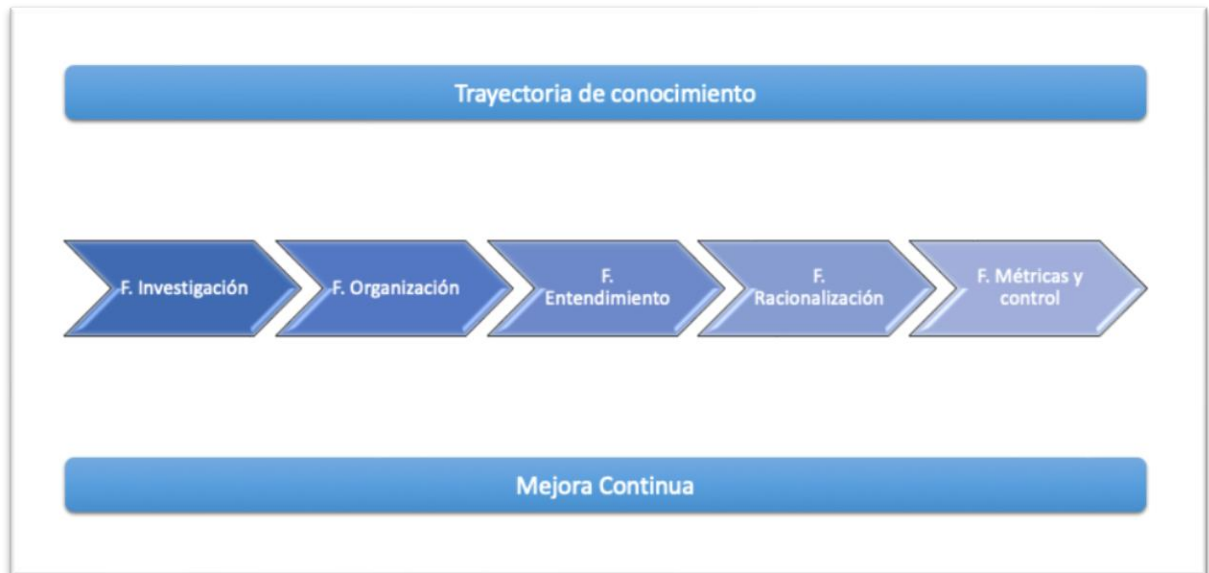 Trayectoria de conocimiento
F. Investigación
F. Organización
F.
Entendimiento
F.
Racionalización
F. Métricas y
control
Mejora Continua